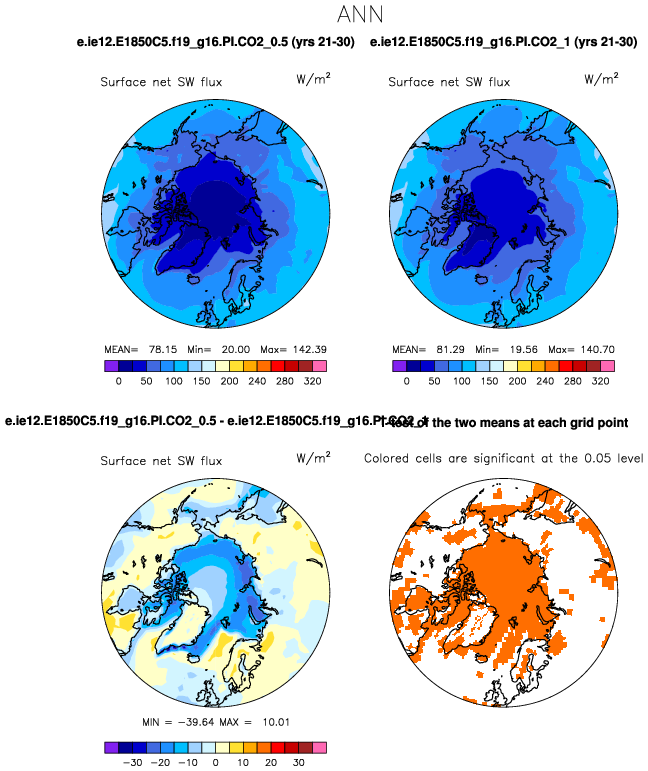 ANN
e.ie12.E1850C5.f19_g16.PI.CO2_0.5 (yrs 21-30)
e.ie12.E1850C5.f19_g16.PI.CO2_1 (yrs 21-30)
Surface net SW flux W/m²
Surface net SW flux W/m²
MEAN= 78.15 Min= 20.00 Max= 142.39
0 50 100 150 200 240 280 320
MEAN= 81.29 Min= 19.56 Max= 140.70
0 50 100 150 200 240 280 320
e.ie12.E1850C5.f19_g16.PI.CO2_0.5 - e.ie12.E1850C5.f19_g16.PI.CO2_1
T-test of the two means at each grid point
Surface net SW flux W/m²
Colored cells are significant at the 0.05 level
MIN = −39.64 MAX = 10.01
−30 −20 −10 0 10 20 30